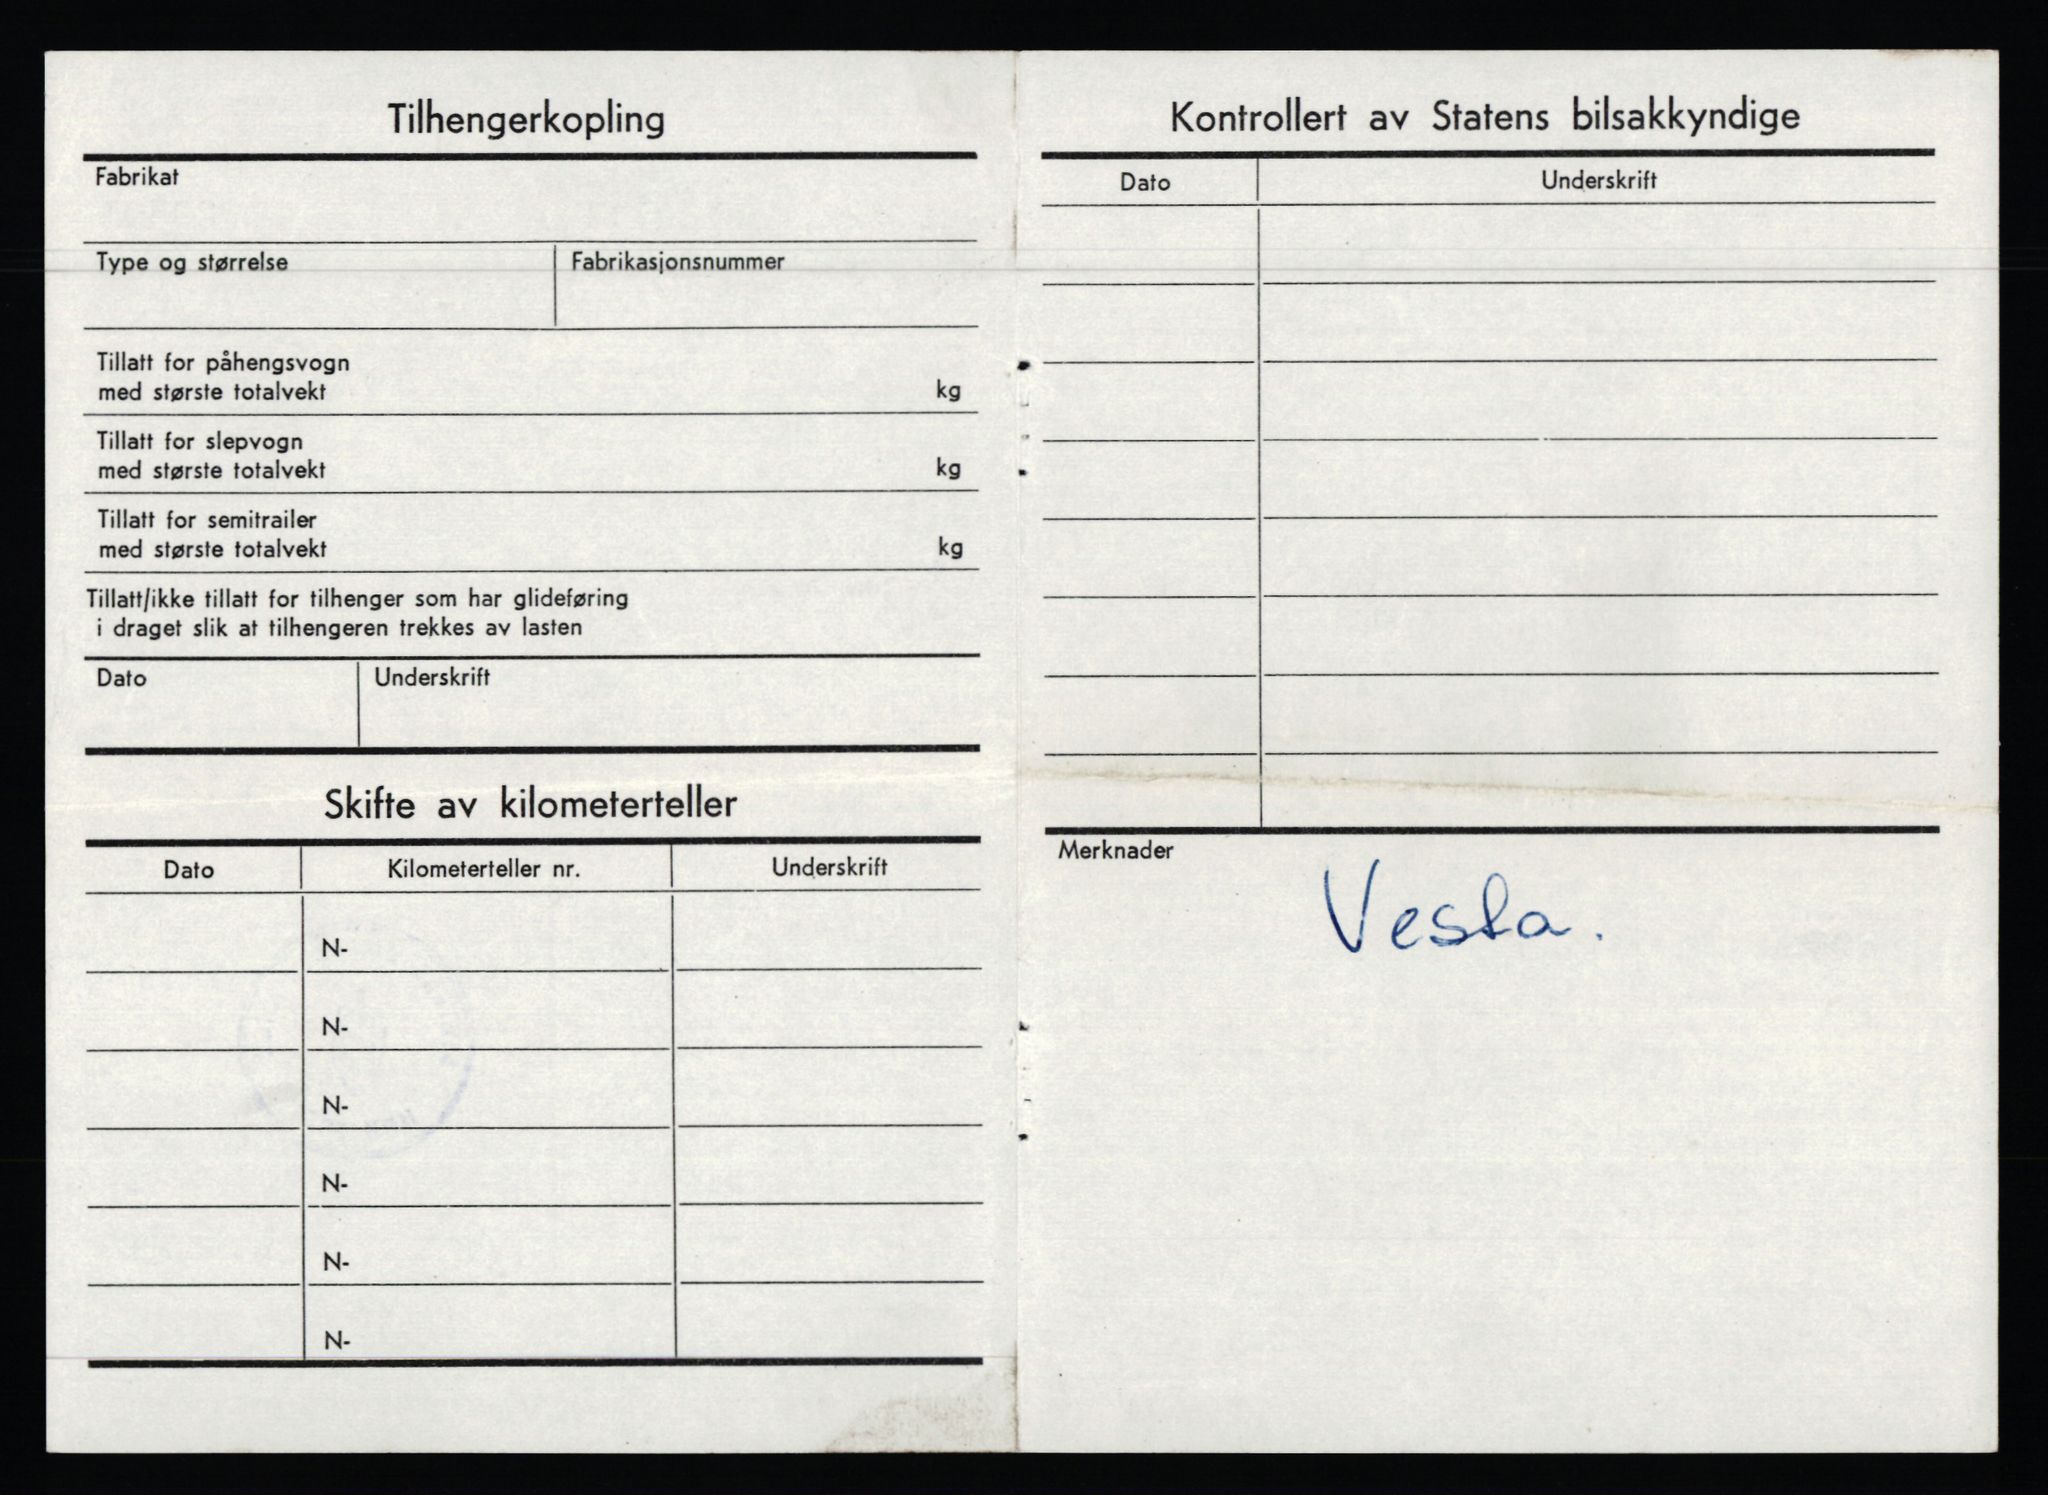 Tilhengerkopling
Fabrikat
Type og størrelse
Fabrikasjonsnummer
Tillatt for påhengsvogn
med største totalvekt kg
Tillatt for slepvogn
med største totalvekt kg
Tillatt for semitrailer
med største totalvekt kg
Tillatt/ikke tillatt for tilhenger som har glideføring
i draget slik at tilhengeren trekkes av lasten
Dato
Underskrift
Skifte av kilometerteller
Dato Kilometerteller nr. Underskrift
N-
N-
N-
N-
N-
N-
Kontrollert av Statens bilsakkyndige
Dato Underskrift
Merknader
Vesta.